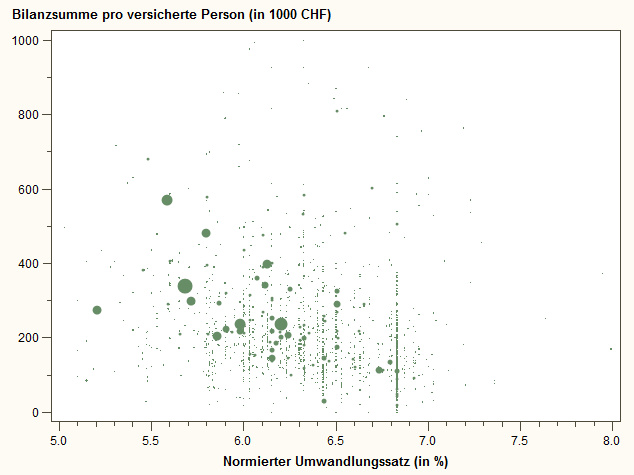 Bilanzsumme pro versicherte Person (in 1000 CHF)
1000
800
600
400
200
0
5.0 5.5 6.0 6.5 7.0 7.5 8.0
Normierter Umwandlungssatz (in %)